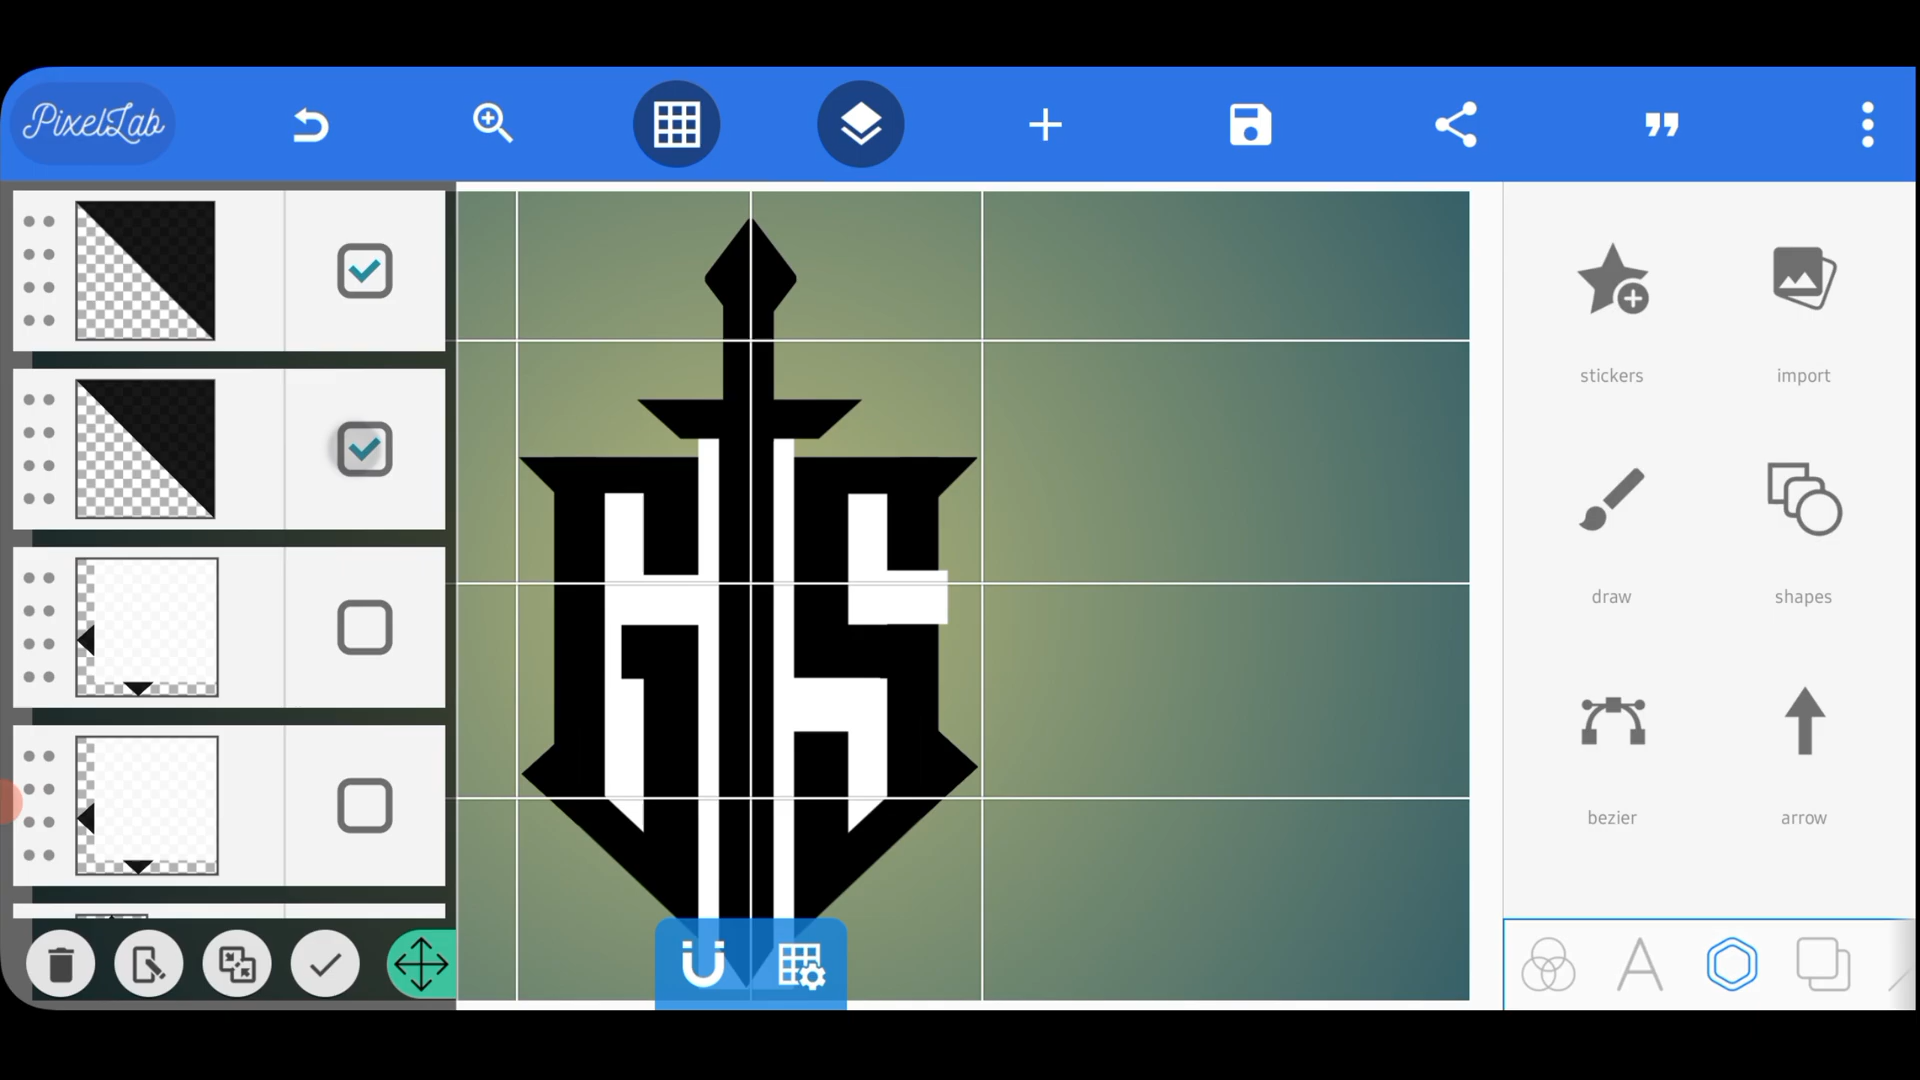 PixelLab
stickers
import
draw
shapes
bezier
arrow